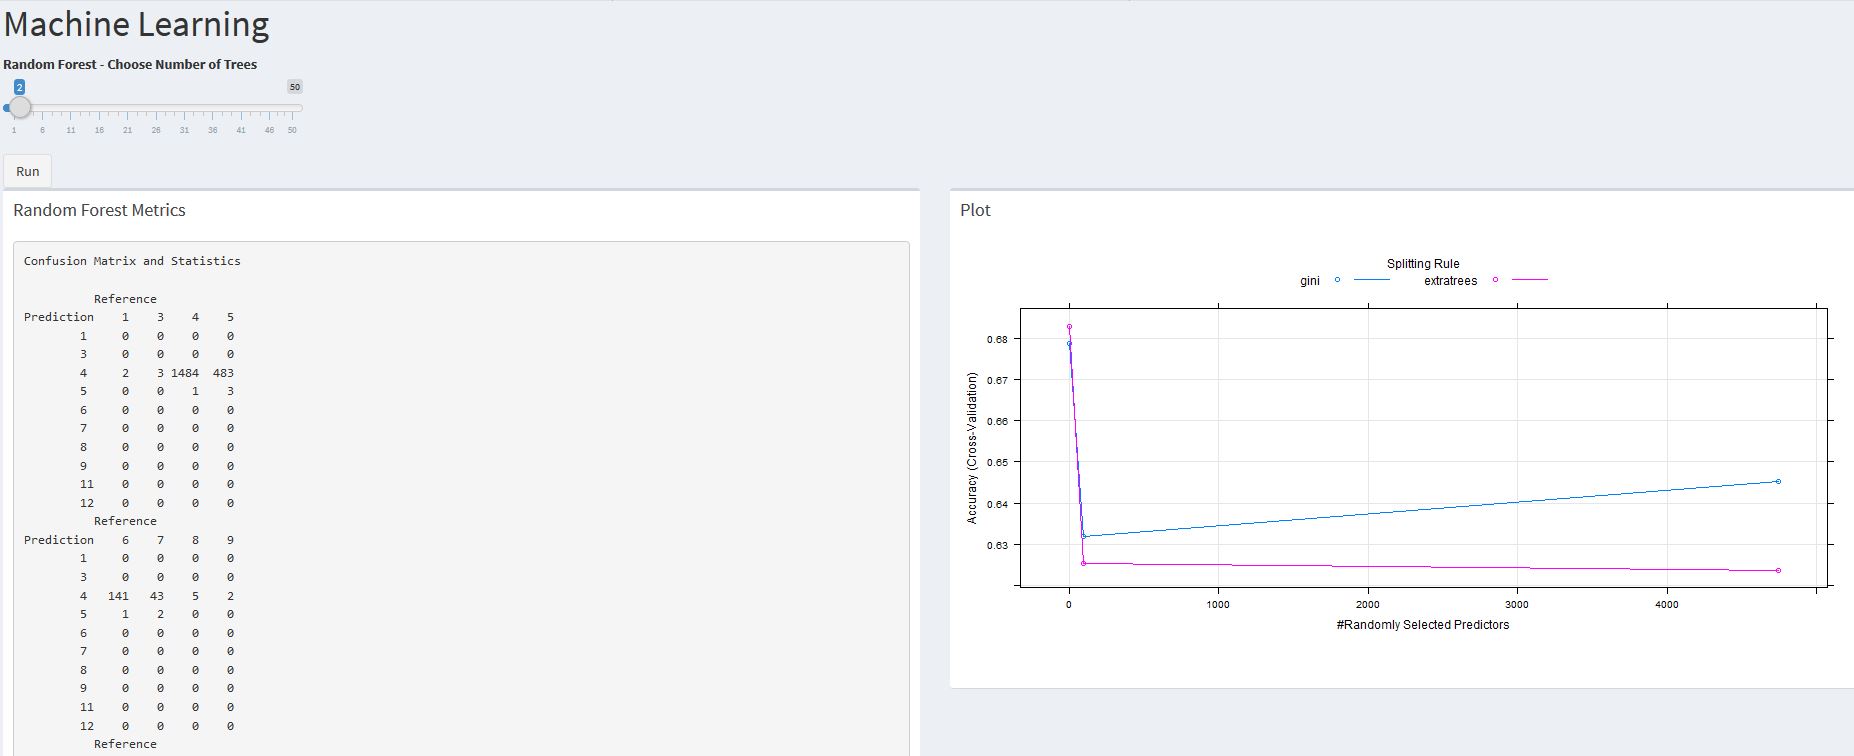 Machine Learning
Random Forest - Choose Number of Trees
2 50
1 6 11 16 21 26 31 36 41 46 50
Run
Random Forest Metrics
Confusion Matrix and Statistics
Reference
Prediction 1 3 4 5
1 0 0 0 0
3 0 0 0 0
4 2 3 1484 483
5 0 0 1 3
6 0 0 0 0
7 0 0 0 0
8 0 0 0 0
9 0 0 0 0
11 0 0 0 0
12 0 0 0 0
Reference
Prediction 6 7 8 9
1 0 0 0 0
3 0 0 0 0
4 141 43 5 2
5 1 2 0 0
6 0 0 0 0
7 0 0 0 0
8 0 0 0 0
9 0 0 0 0
11 0 0 0 0
12 0 0 0 0
Reference
Plot
Splitting Rule
gini extratrees
Accuracy (Cross-Validation)
0.68
0.67
0.66
0.65
0.64
0.63
0 1000 2000 3000 4000
#Randomly Selected Predictors